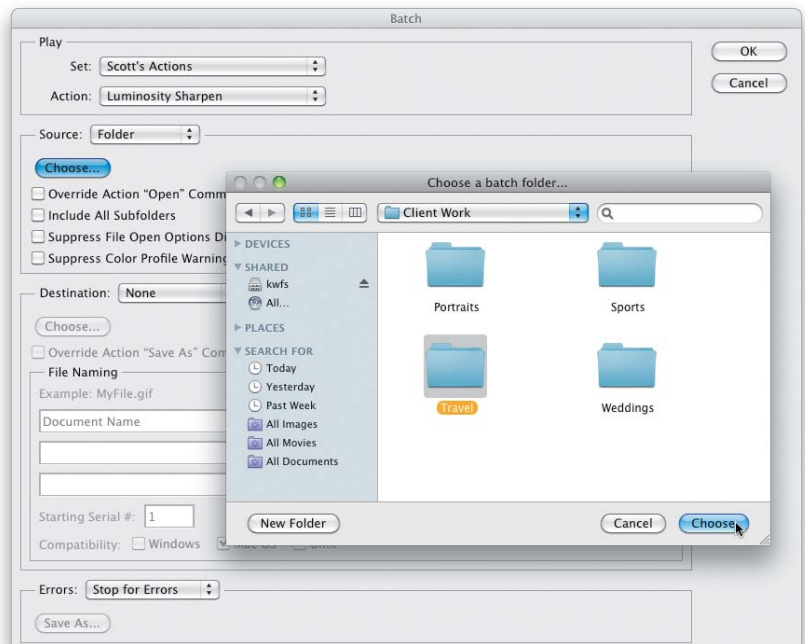 Batch
Play
Set: Scott's Actions
Action: Luminosity Sharpen
OK
Cancel
Source: Folder
Choose...
Override Action "Open" Comm
Include All Subfolders
Suppress File Open Options Di
Suppress Color Profile Warning
Destination: None
Choose...
Override Action "Save As" Com
File Naming
Example: MyFile.gif
Document Name
Starting Serial #: 1
Compatibility: Windows Mac OS Unix
Errors: Stop for Errors
Save As...
Choose a batch folder...
Client Work
DEVICES
SHARED
kwfs
All...
PLACES
SEARCH FOR
Today
Yesterday
Past Week
All Images
All Movies
All Documents
Portraits
Sports
Travel
Weddings
New Folder
Cancel
Choose